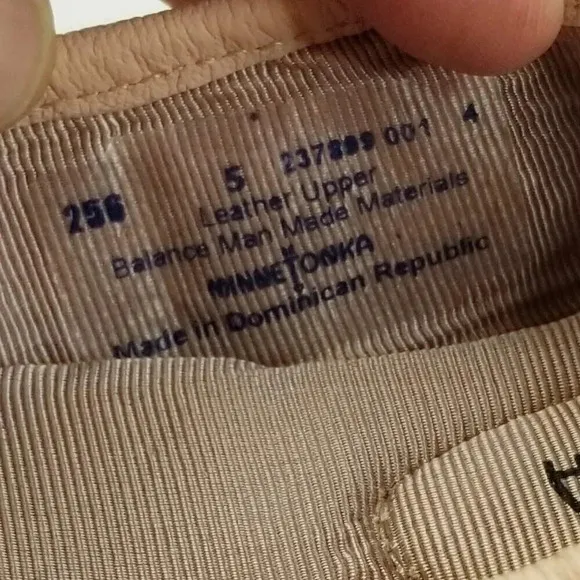 256 5 237899 001 4
Leather Upper
Balance Man Made Materials
MINNETONKA
Made in Dominican Republic